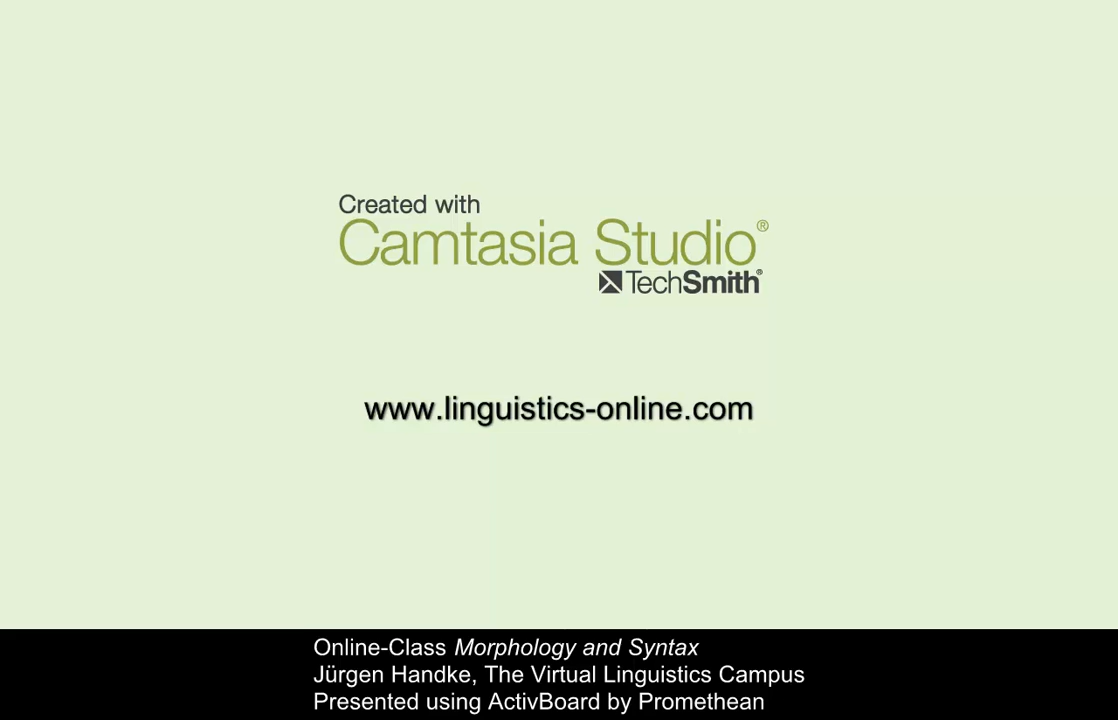 Created with
Camtasia Studio®
TechSmith®
www.linguistics-online.com
Online-Class Morphology and Syntax
Jürgen Handke, The Virtual Linguistics Campus
Presented using ActivBoard by Promethean